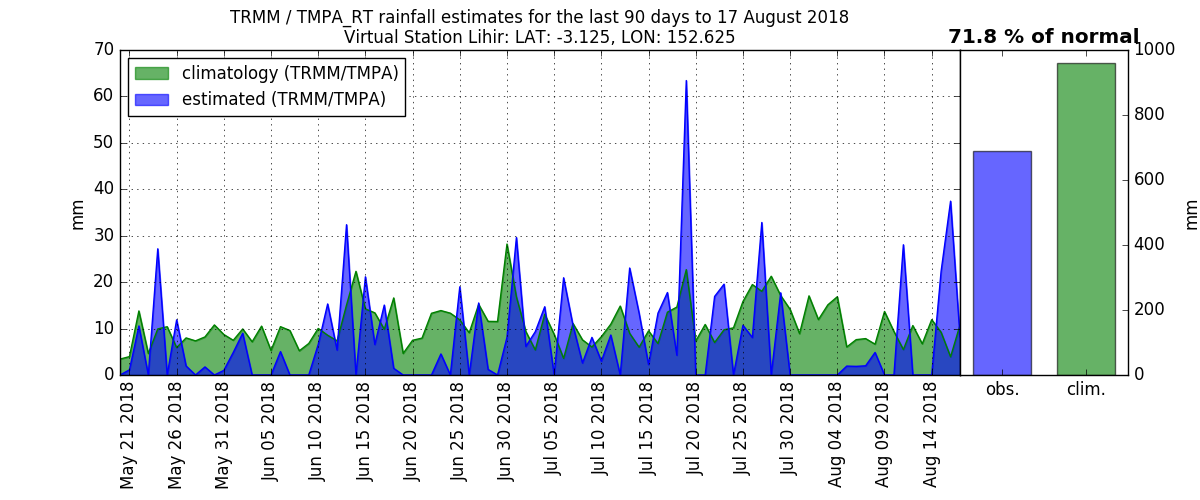 TRMM / TMPA_RT rainfall estimates for the last 90 days to 17 August 2018
Virtual Station Lihir: LAT: -3.125, LON: 152.625
71.8 % of normal
climatology (TRMM/TMPA)
estimated (TRMM/TMPA)
mm
70
60
50
40
30
20
10
0
May 21 2018
May 26 2018
May 31 2018
Jun 05 2018
Jun 10 2018
Jun 15 2018
Jun 20 2018
Jun 25 2018
Jun 30 2018
Jul 05 2018
Jul 10 2018
Jul 15 2018
Jul 20 2018
Jul 25 2018
Jul 30 2018
Aug 04 2018
Aug 09 2018
Aug 14 2018
1000
800
600
400
200
0
mm
obs.
clim.